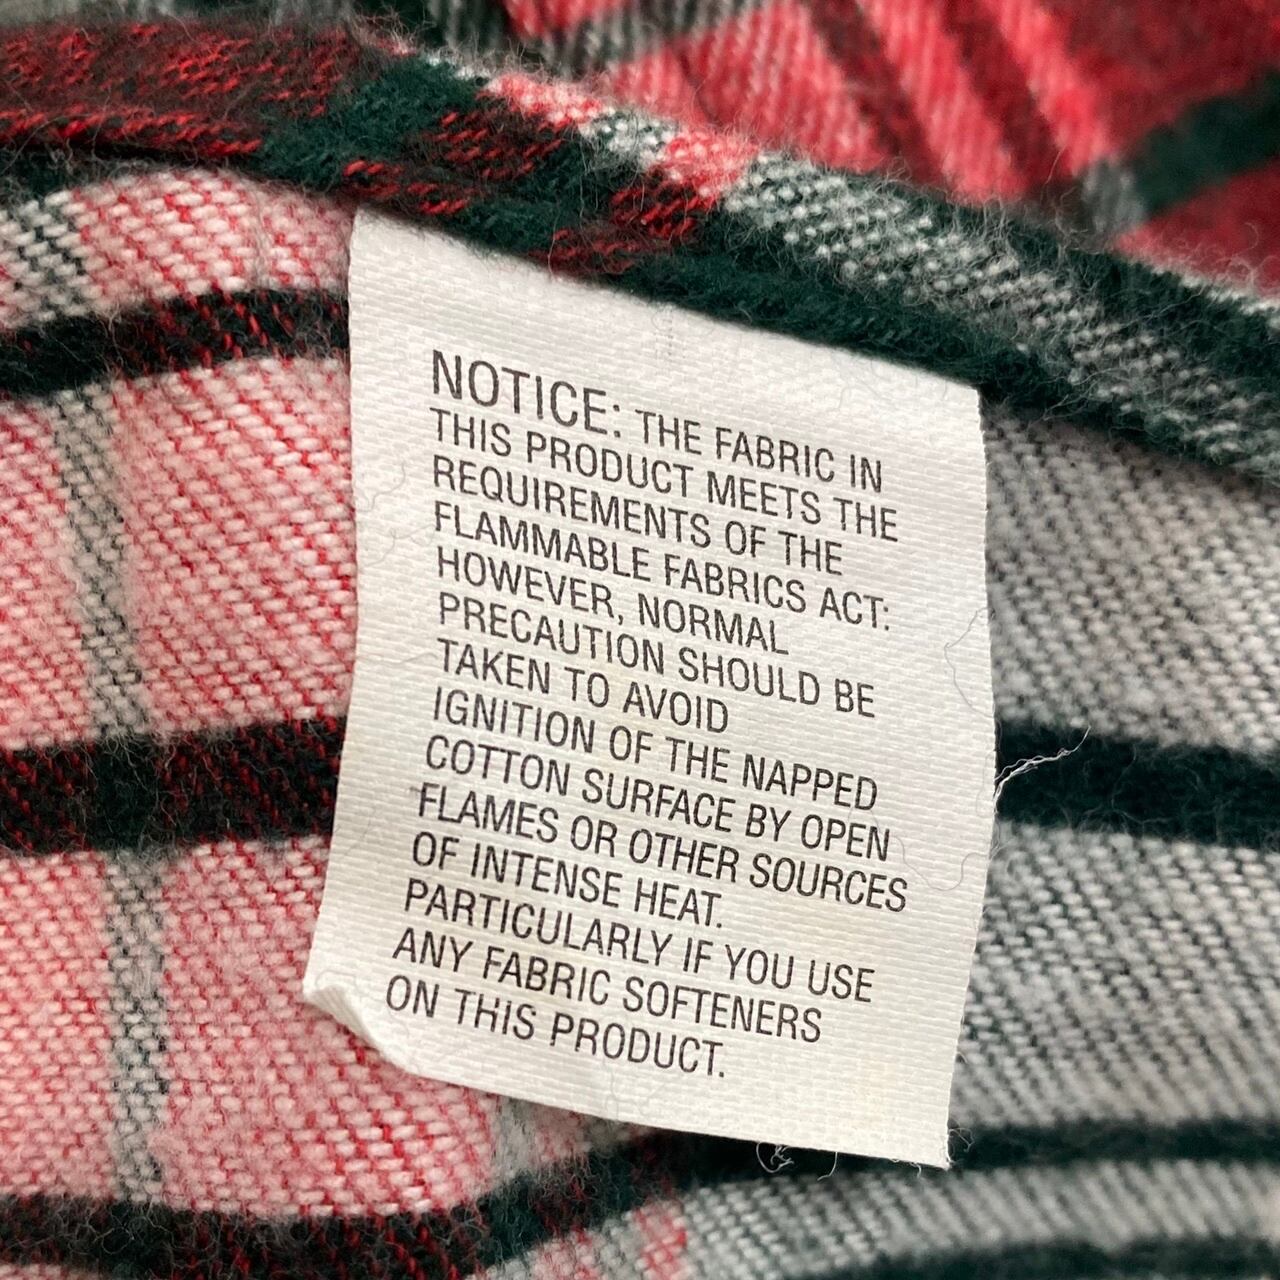 NOTICE: THE FABRIC IN
THIS PRODUCT MEETS THE
REQUIREMENTS OF THE
FLAMMABLE FABRICS ACT:
HOWEVER, NORMAL
PRECAUTION SHOULD BE
TAKEN TO AVOID
IGNITION OF THE NAPPED
COTTON SURFACE BY OPEN
FLAMES OR OTHER SOURCES
OF INTENSE HEAT.
PARTICULARLY IF YOU USE
ANY FABRIC SOFTENERS
ON THIS PRODUCT.